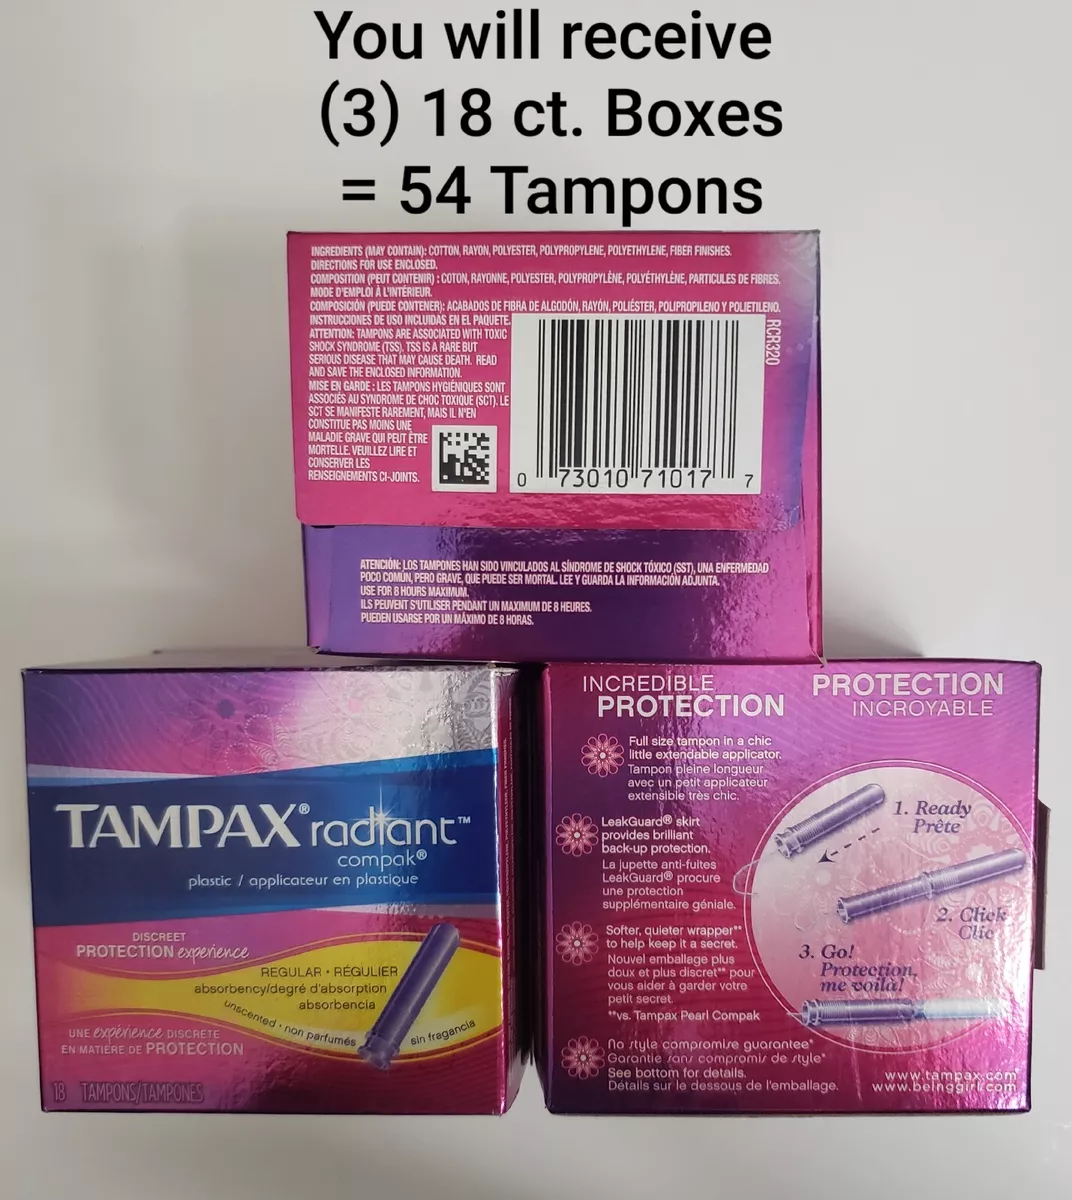 You will receive
(3) 18 ct. Boxes
= 54 Tampons
INGREDIENTS (MAY CONTAIN): COTTON, RAYON, POLYESTER, POLYPROPYLENE, POLYETHYLENE, FIBER FINISHES.
DIRECTIONS FOR USE ENCLOSED.
COMPOSITION (PEUT CONTENIR) : COTON, RAYONNE, POLYESTER, POLYPROPYLÈNE, POLYÉTHYLÈNE, PARTICULES DE FIBRES.
MODE D'EMPLOI À L'INTÉRIEUR.
COMPOSICIÓN (PUEDE CONTENER): ACABADOS DE FIBRA DE ALGODÓN, RAYÓN, POLIÉSTER, POLIPROPILENO Y POLIETILENO.
INSTRUCCIONES DE USO INCLUIDAS EN EL PAQUETE.
ATTENTION: TAMPONS ARE ASSOCIATED WITH TOXIC
SHOCK SYNDROME (TSS). TSS IS A RARE BUT
SERIOUS DISEASE THAT MAY CAUSE DEATH. READ
AND SAVE THE ENCLOSED INFORMATION.
MISE EN GARDE : LES TAMPONS HYGIÉNIQUES SONT
ASSOCIÉS AU SYNDROME DE CHOC TOXIQUE (SCT). LE
SCT SE MANIFESTE RAREMENT, MAIS IL N'EN
CONSTITUE PAS MOINS UNE
MALADIE GRAVE QUI PEUT ÊTRE
MORTELLE. VEUILLEZ LIRE ET
CONSERVER LES
RENSEIGNEMENTS CI-JOINTS.
RCR320
0 73010 71017 7
ATENCIÓN: LOS TAMPONES HAN SIDO VINCULADOS AL SÍNDROME DE SHOCK TÓXICO (SST), UNA ENFERMEDAD
POCO COMÚN, PERO GRAVE, QUE PUEDE SER MORTAL. LEE Y GUARDA LA INFORMACIÓN ADJUNTA.
USE FOR 8 HOURS MAXIMUM.
ILS PEUVENT S'UTILISER PENDANT UN MAXIMUM DE 8 HEURES.
PUEDEN USARSE POR UN MÁXIMO DE 8 HORAS.
TAMPAX® radiant™
compak®
plastic / applicateur en plastique
DISCREET
PROTECTION experience
REGULAR • RÉGULIER
absorbency/degré d'absorption
absorbencia
unscented • non parfumés
sin fragancia
UNE expérience DISCRÈTE
EN MATIÈRE DE PROTECTION
18 TAMPONS/TAMPONES
INCREDIBLE
PROTECTION
PROTECTION
INCROYABLE
Full size tampon in a chic
little extendable applicator.
Tampon pleine longueur
avec un petit applicateur
extensible très chic.
LeakGuard® skirt
provides brilliant
back-up protection.
La jupette anti-fuites
LeakGuard® procure
une protection
supplémentaire géniale.
Softer, quieter wrapper**
to help keep it a secret.
Nouvel emballage plus
doux et plus discret** pour
vous aider à garder votre
petit secret.
**vs. Tampax Pearl Compak
No style compromise guarantee*
Garantie sans compromis de style*
See bottom for details.
Détails sur le dessous de l'emballage.
1. Ready
Prête
2. Click
Clic
3. Go!
Protection,
me voilà!
www.tampax.com
www.beinggirl.com